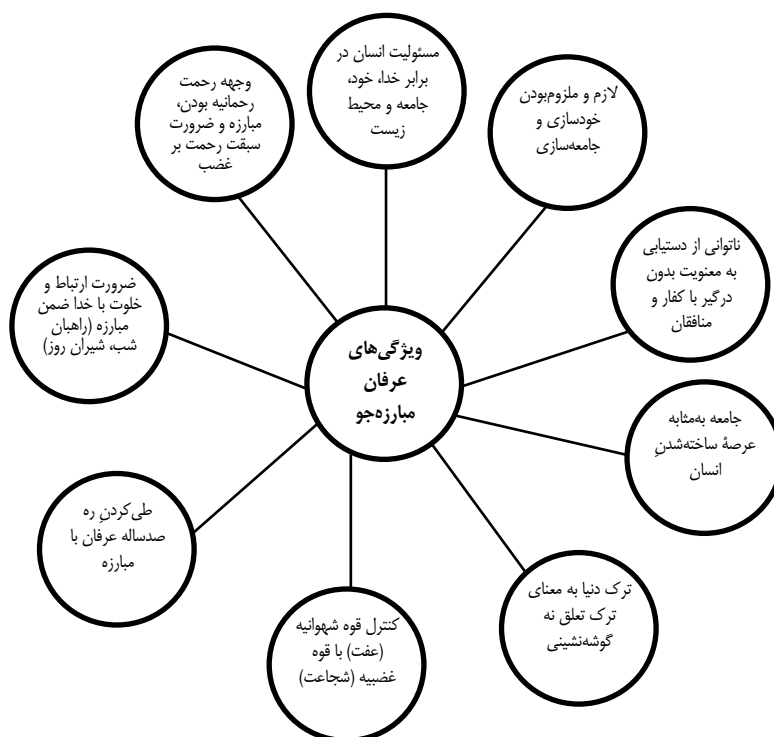 ویژگی‌های
عرفان
مبارزه‌جو
مسئولیت انسان در
برابر خدا، خود،
جامعه و محیط
زیست
لازم و ملزوم‌بودن
خودسازی و
جامعه‌سازی
ناتوانی از دستیابی
به معنویت بدون
درگیر با کفار و
منافقان
جامعه به‌مثابه
عرصهٔ ساخته‌شدنِ
انسان
ترک دنیا به معنای
ترک تعلق نه
گوشه‌نشینی
کنترل قوه شهوانیه
(عفت) با قوه
غضبیه (شجاعت)
طی‌کردنِ ره
صدساله عرفان با
مبارزه
ضرورت ارتباط و
خلوت با خدا ضمن
مبارزه (راهبان
شب، شیران روز)
وجهه رحمت
رحمانیه بودن،
مبارزه و ضرورت
سبقت رحمت بر
غضب